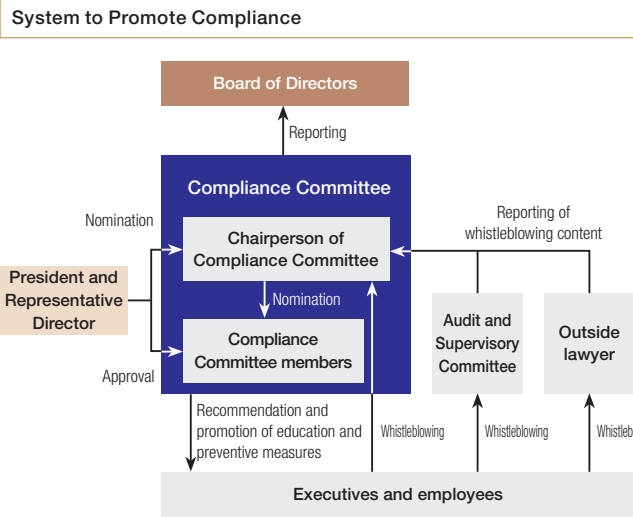 System to Promote Compliance
Board of Directors
Reporting
Compliance Committee
Nomination
Chairperson of
Compliance Committee
Reporting of
whistleblowing content
President and
Representative
Director
Nomination
Compliance
Committee members
Audit and
Supervisory
Committee
Outside
lawyer
Approval
Recommendation and
promotion of education and
preventive measures
Whistleblowing
Whistleblowing
Whistleb
Executives and employees